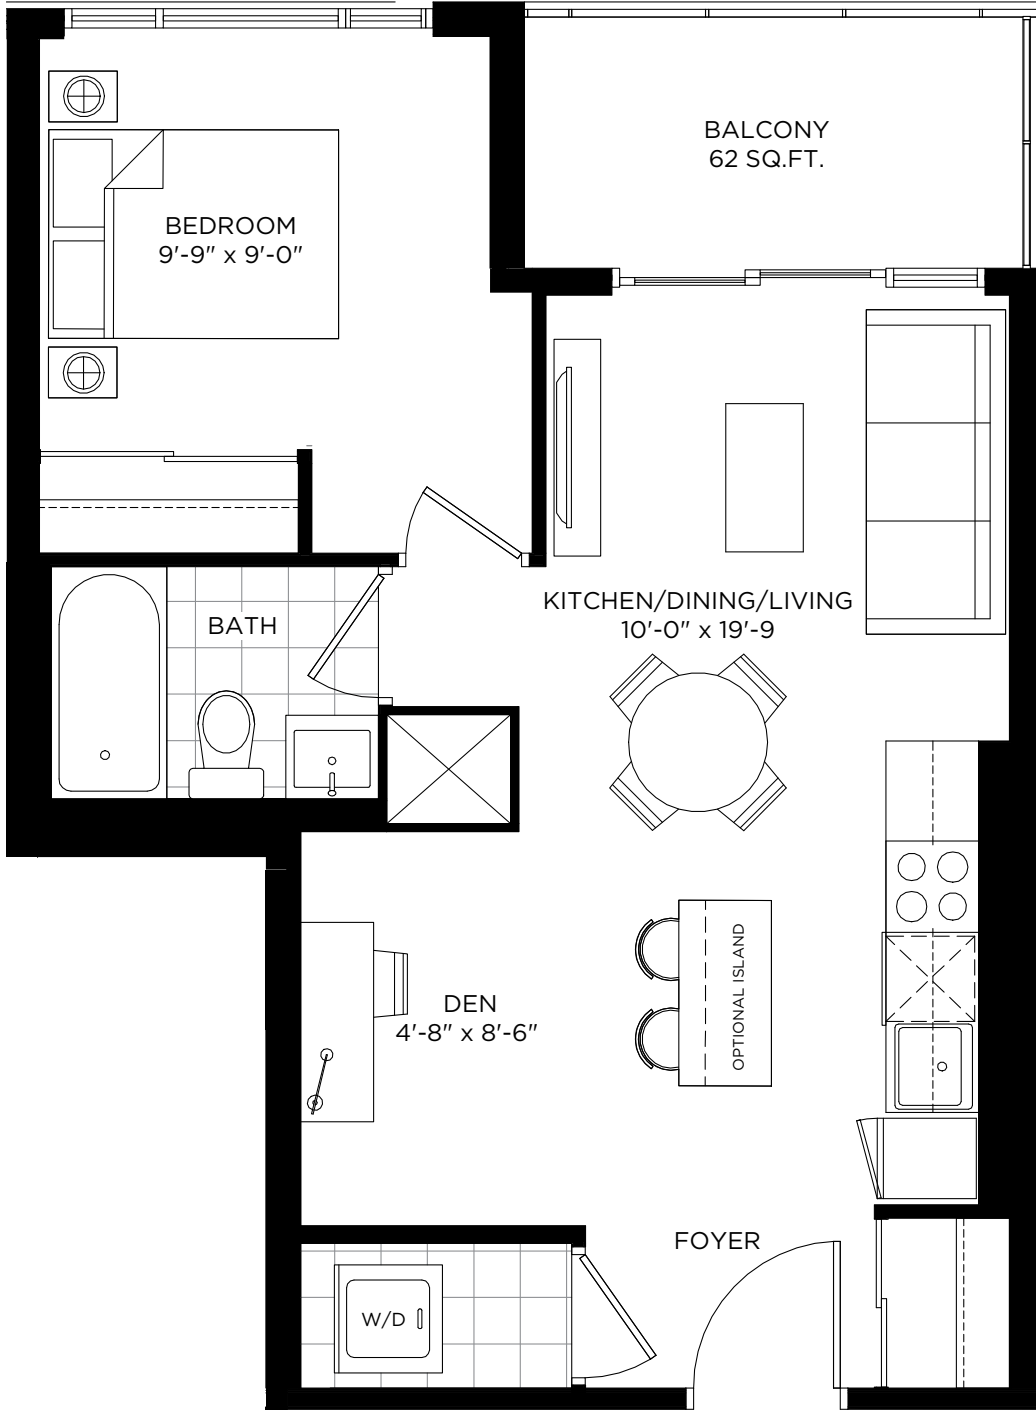 BALCONY
62 SQ.FT.
BEDROOM
9'-9" x 9'-0"
KITCHEN/DINING/LIVING
10'-0" x 19'-9
BATH
OPTIONAL ISLAND
DEN
4'-8" x 8'-6"
FOYER
W/D